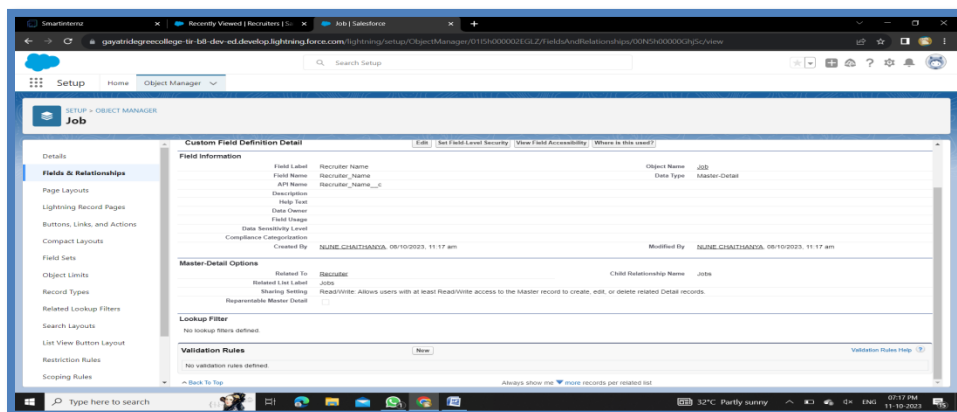 Smartinternz
Recently Viewed | Recruiters | Sa
Job | Salesforce
gayatridegreecollege-tir-b8-dev-ed.develop.lightning.force.com/lightning/setup/ObjectManager/01I5h000002EGLZ/FieldsAndRelationships/00N5h00000GhjSc/view
Search Setup
Setup Home Object Manager
SETUP > OBJECT MANAGER
Job
Details
Fields & Relationships
Page Layouts
Lightning Record Pages
Buttons, Links, and Actions
Compact Layouts
Field Sets
Object Limits
Record Types
Related Lookup Filters
Search Layouts
List View Button Layout
Restriction Rules
Scoping Rules
Custom Field Definition Detail
Edit Set Field-Level Security View Field Accessibility Where is this used?
Field Information
Field Label Recruiter Name Object Name Job
Field Name Recruiter_Name Data Type Master-Detail
API Name Recruiter_Name__c
Description
Help Text
Data Owner
Field Usage
Data Sensitivity Level
Compliance Categorization
Created By NUNE CHAITHANYA, 08/10/2023, 11:17 am Modified By NUNE CHAITHANYA, 08/10/2023, 11:17 am
Master-Detail Options
Related To Recruiter Child Relationship Name Jobs
Related List Label Jobs
Sharing Setting Read/Write: Allows users with at least Read/Write access to the Master record to create, edit, or delete related Detail records.
Reparentable Master Detail
Lookup Filter
No lookup filters defined.
Validation Rules New Validation Rules Help ?
No validation rules defined.
^ Back To Top Always show me more records per related list
Type here to search
32°C Partly sunny ENG 07:17 PM
11-10-2023